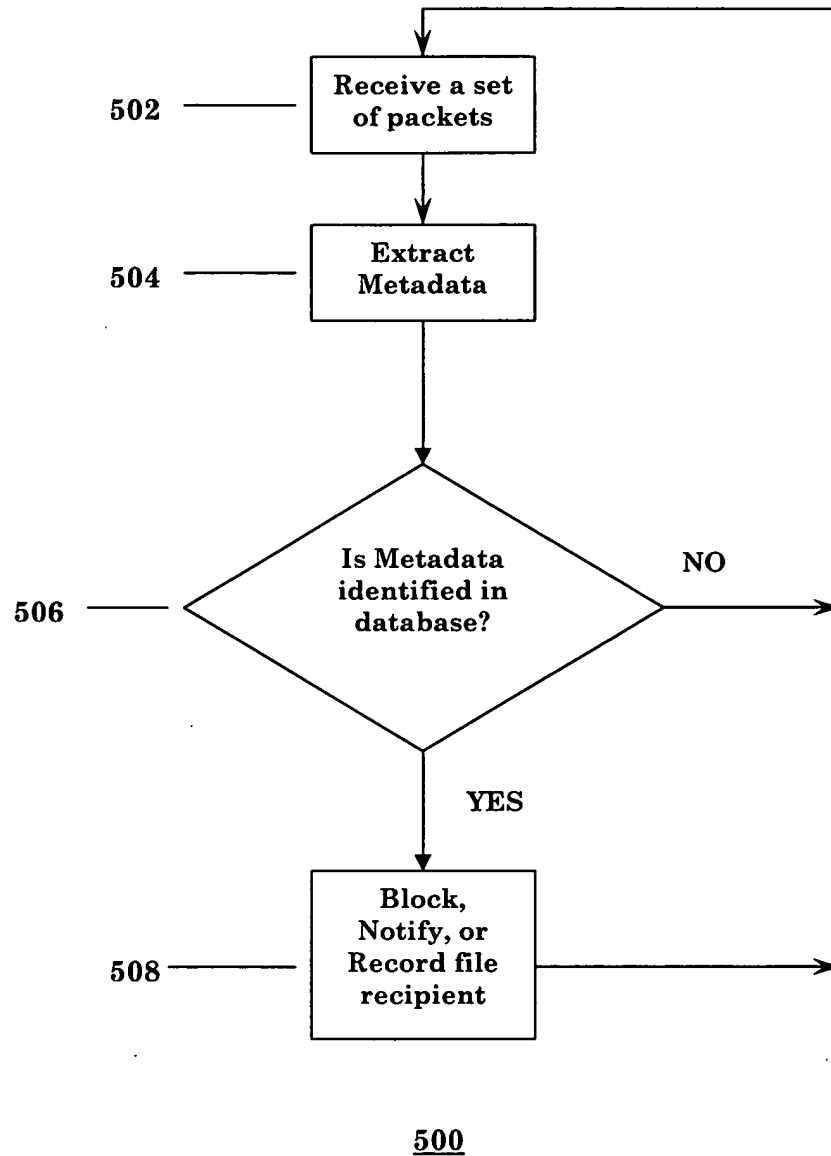 502
Receive a set
of packets
504
Extract
Metadata
506
Is Metadata
identified in
database?
NO
YES
508
Block,
Notify, or
Record file
recipient
500